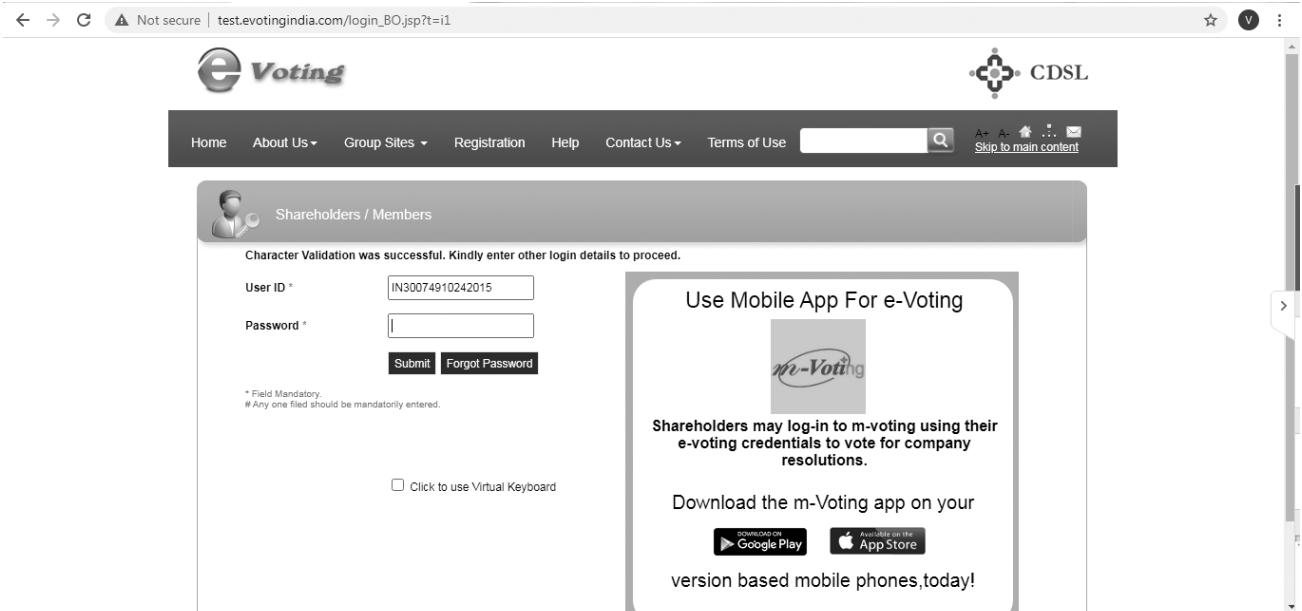 Not secure | test.evotingindia.com/login_BO.jsp?t=i1
V
e Voting
CDSL
Home About Us Group Sites Registration Help Contact Us Terms of Use
A+ A-
Skip to main content
Shareholders / Members
Character Validation was successful. Kindly enter other login details to proceed.
User ID * IN30074910242015
Password *
Submit Forgot Password
* Field Mandatory.
# Any one filed should be mandatorily entered.
Click to use Virtual Keyboard
Use Mobile App For e-Voting
m-Voting
Shareholders may log-in to m-voting using their
e-voting credentials to vote for company
resolutions.
Download the m-Voting app on your
DOWNLOAD ON
Google Play
Available on the
App Store
version based mobile phones,today!